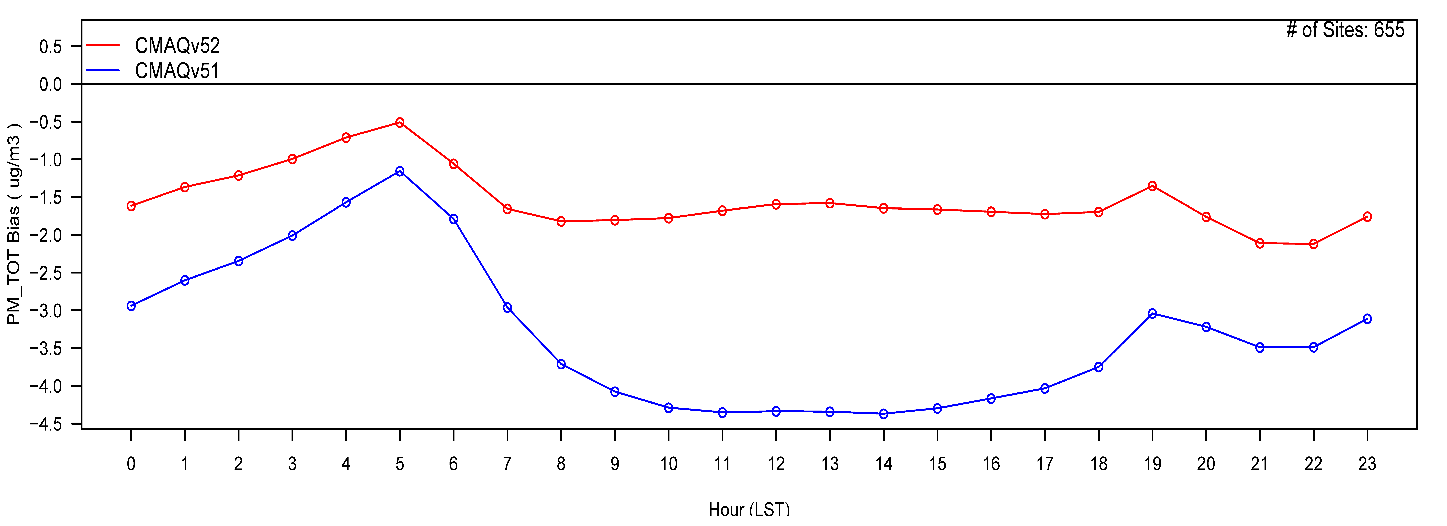 # of Sites: 655
CMAQv52
CMAQv51
PM_TOT Bias ( ug/m3 )
0.5
0.0
−0.5
−1.0
−1.5
−2.0
−2.5
−3.0
−3.5
−4.0
−4.5
0 1 2 3 4 5 6 7 8 9 10 11 12 13 14 15 16 17 18 19 20 21 22 23
Hour (LST)